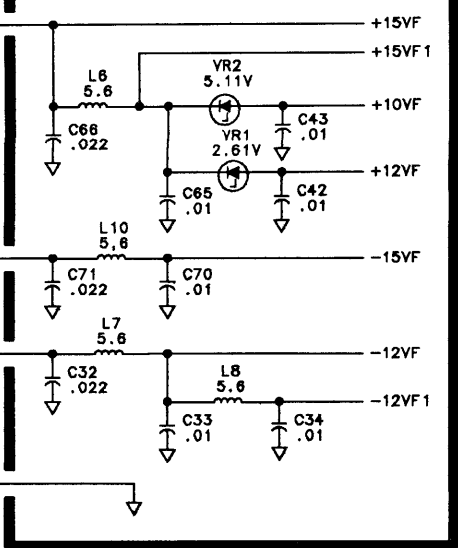 +15VF
+15VF1
L6
5.6
VR2
5.11V
+10VF
C66
.022
C43
.01
VR1
2.61V
+12VF
C65
.01
C42
.01
L10
5,6
-15VF
C71
.022
C70
.01
L7
5.6
-12VF
C32
.022
L8
5.6
-12VF1
C33
.01
C34
.01